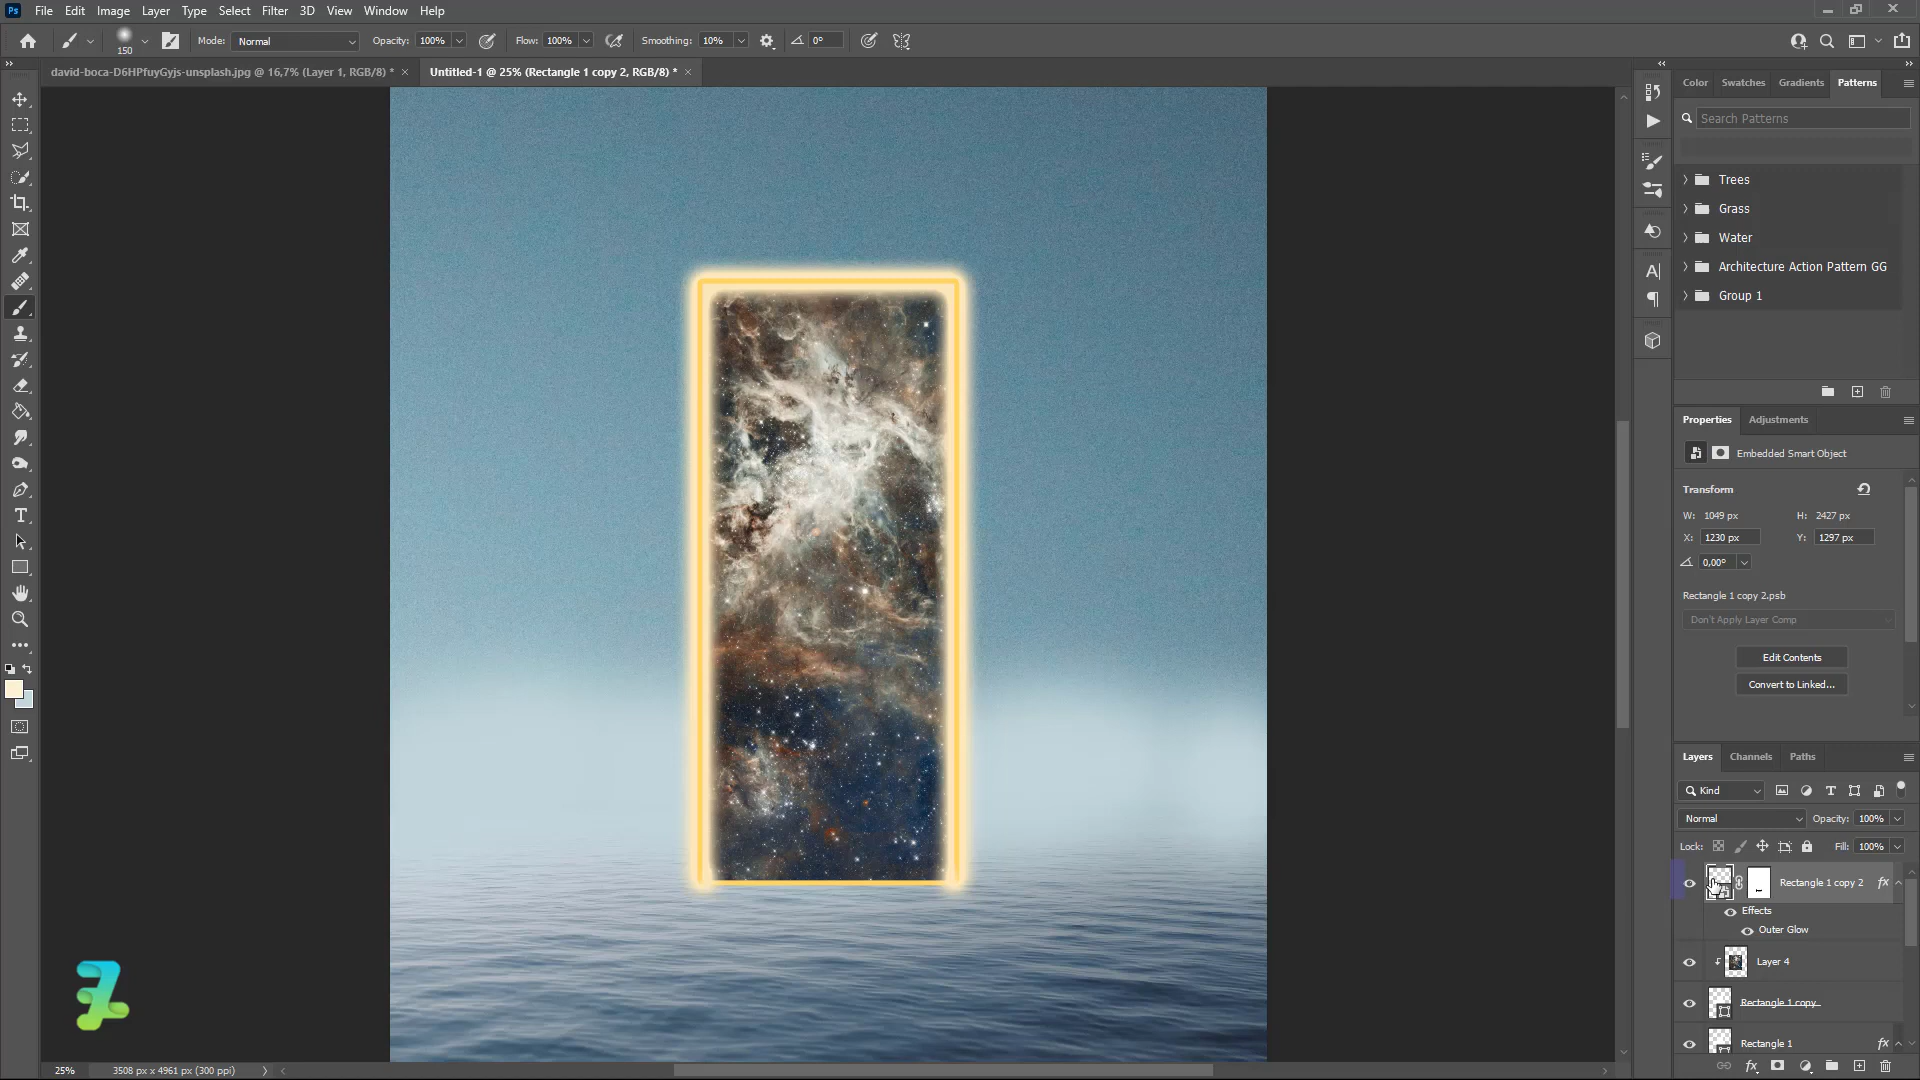 Ps File Edit Image Layer Type Select Filter 3D View Window Help
150 Mode: Normal Opacity: 100% Flow: 100% Smoothing: 10% 0°
david-boca-D6HPfuyGyjs-unsplash.jpg @ 16,7% (Layer 1, RGB/8) * × Untitled-1 @ 25% (Rectangle 1 copy 2, RGB/8) * ×
Color Swatches Gradients Patterns
Search Patterns
Trees
Grass
Water
Architecture Action Pattern GG
Group 1
Properties Adjustments
Embedded Smart Object
Transform
W: 1049 px H: 2427 px
X: 1230 px Y: 1297 px
0,00°
Rectangle 1 copy 2.psb
Don't Apply Layer Comp
Edit Contents
Convert to Linked...
Layers Channels Paths
Kind
Normal Opacity: 100%
Lock: Fill: 100%
Rectangle 1 copy 2 fx
Effects
Outer Glow
Layer 4
Rectangle 1 copy
Rectangle 1 fx
25% 3508 px x 4961 px (300 ppi)